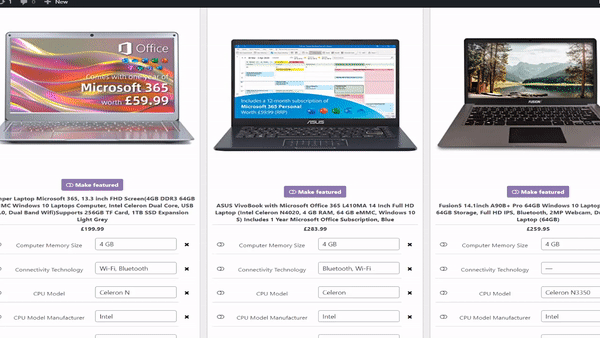 1
0
New
Office
Comes with one year of
Microsoft 365
worth £59.99
Includes a 12-month subscription of
Microsoft 365 Personal
Worth £59.99 (RRP)
ASUS
FUSION5
Make featured
Make featured
Make featured
mper Laptop Microsoft 365, 13.3 inch FHD Screen(4GB DDR3 64GB
MC Windows 10 Laptops Computer, Intel Celeron Dual Core, USB
.0, Dual Band Wifi)Supports 256GB TF Card, 1TB SSD Expansion
Light Grey
£199.99
ASUS VivoBook with Microsoft Office 365 L410MA 14 Inch Full HD
Laptop (Intel Celeron N4020, 4 GB RAM, 64 GB eMMC, Windows 10
S) Includes 1 Year Microsoft Office Subscription, Blue
£283.99
Fusion5 14.1inch A90B+ Pro 64GB Windows 10 Laptop
64GB Storage, Full HD IPS, Bluetooth, 2MP Webcam, Du
Laptop (64GB)
£259.95
Computer Memory Size 4 GB ✖
Computer Memory Size 4 GB ✖
Computer Memory Size 4 GB
Connectivity Technology Wi-Fi, Bluetooth ✖
Connectivity Technology Bluetooth, Wi-Fi ✖
Connectivity Technology —
CPU Model Celeron N ✖
CPU Model Celeron ✖
CPU Model Celeron N3350
CPU Model Manufacturer Intel ✖
CPU Model Manufacturer Intel ✖
CPU Model Manufacturer Intel